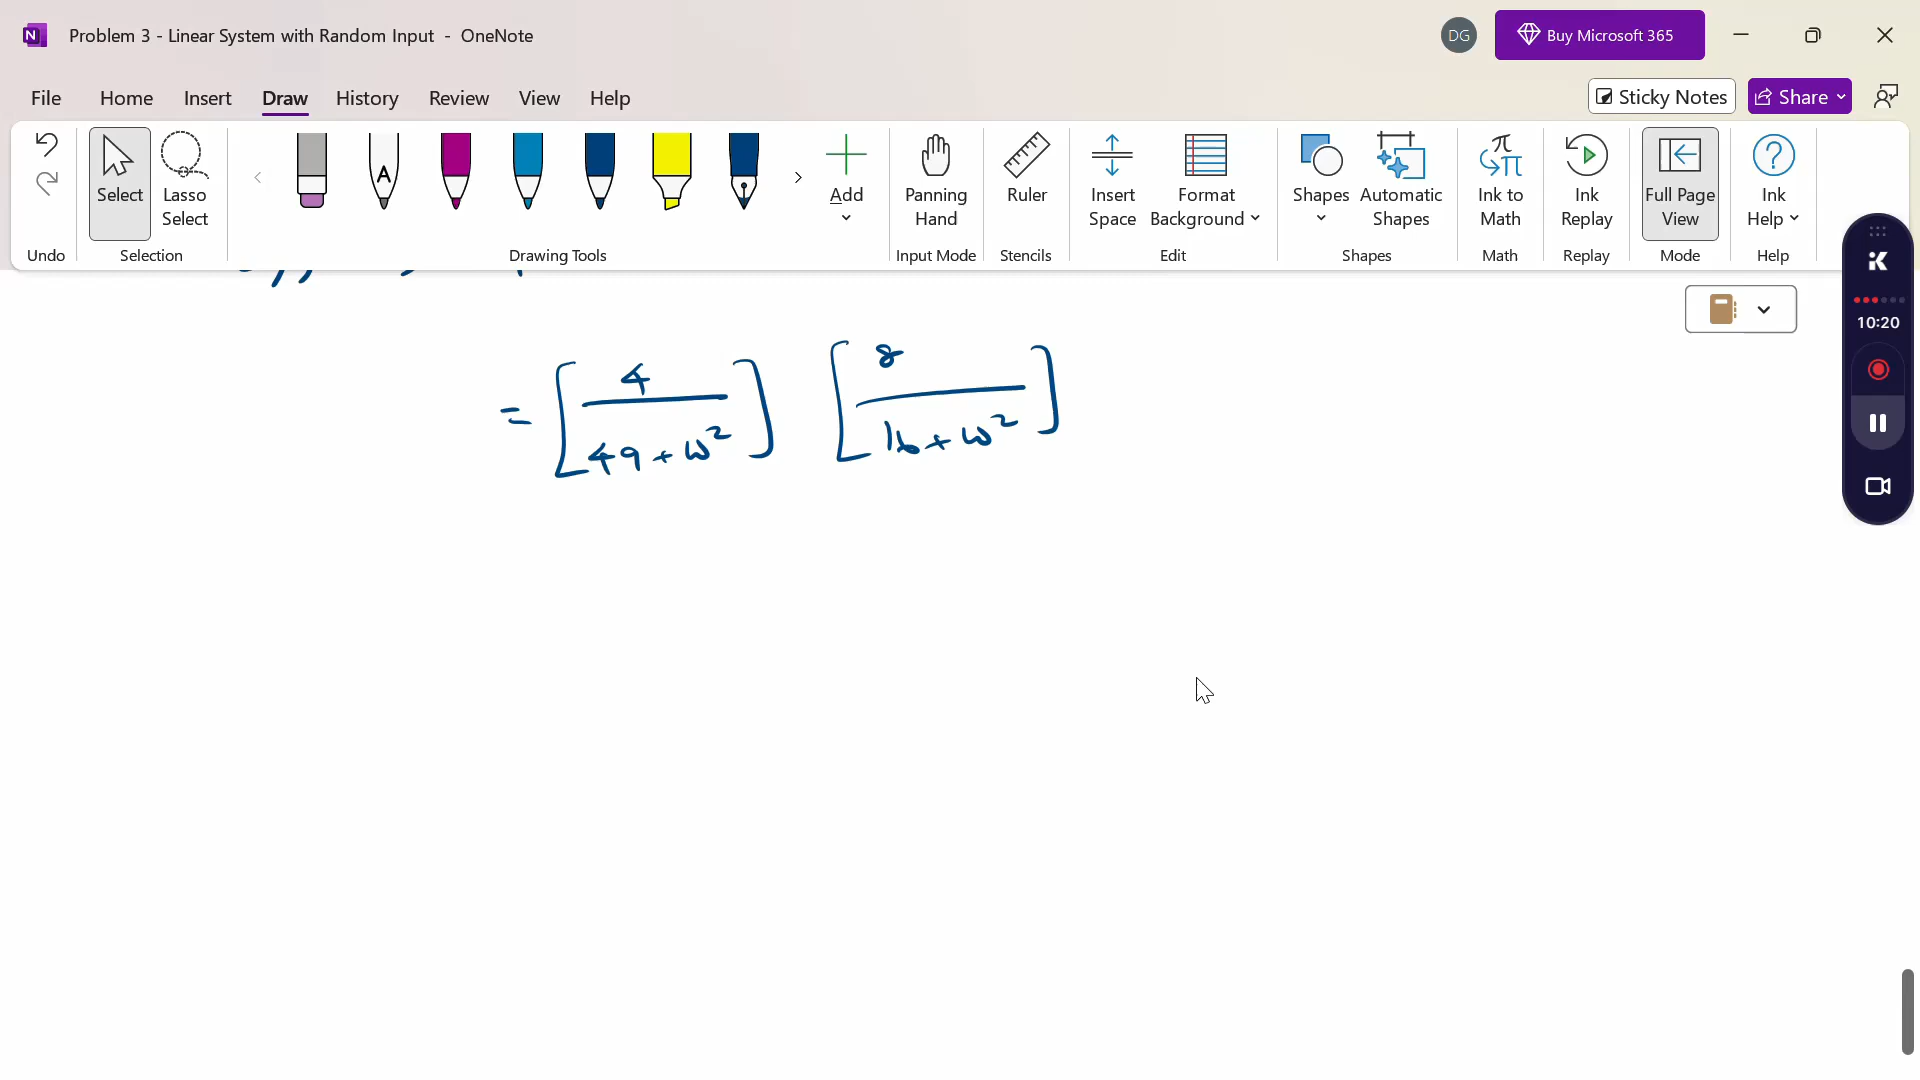 Problem 3 - Linear System with Random Input - OneNote
DG
Buy Microsoft 365
File Home Insert Draw History Review View Help
Sticky Notes
Share
Undo
Select
Lasso Select
Selection
A
Drawing Tools
Add
Panning Hand
Input Mode
Ruler
Stencils
Insert Space
Format Background
Edit
Shapes
Automatic Shapes
Shapes
Ink to Math
Math
Ink Replay
Replay
Full Page View
Mode
Ink Help
Help
10:20
= [4/(49+ω²)] [8/(16+ω²)]